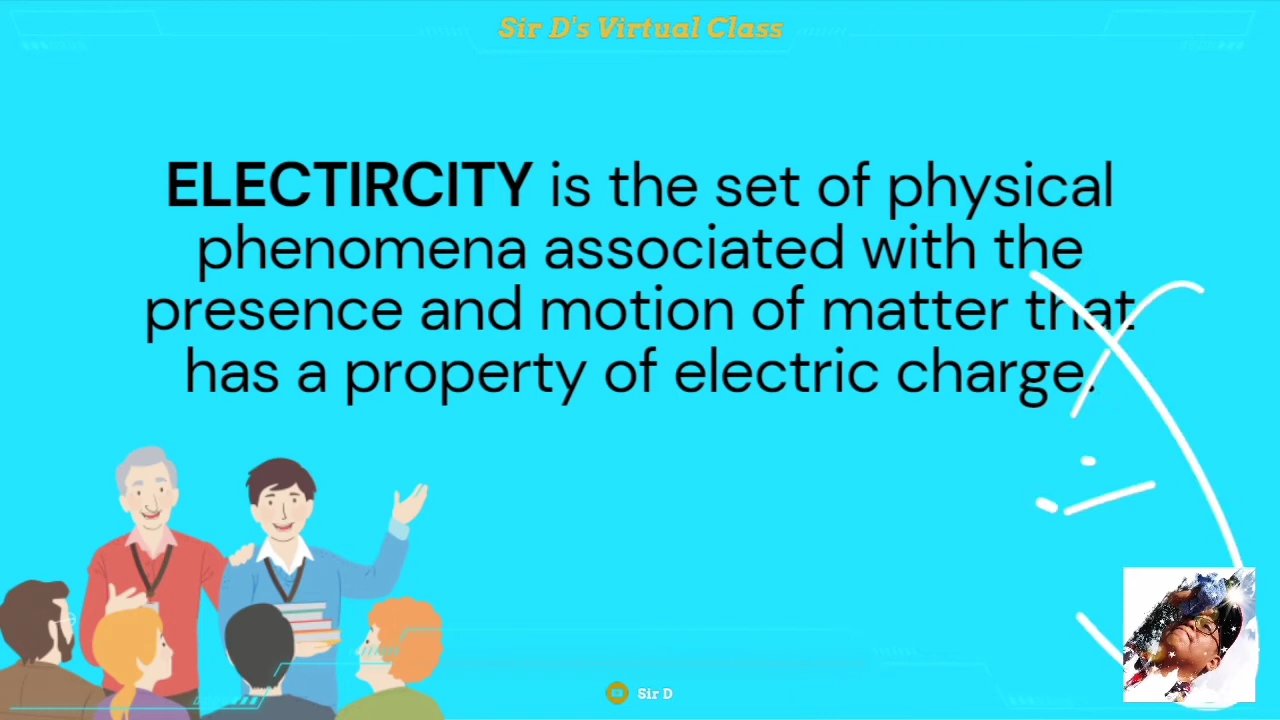 Sir D's Virtual Class
ELECTIRCITY is the set of physical
phenomena associated with the
presence and motion of matter that
has a property of electric charge.
Sir D